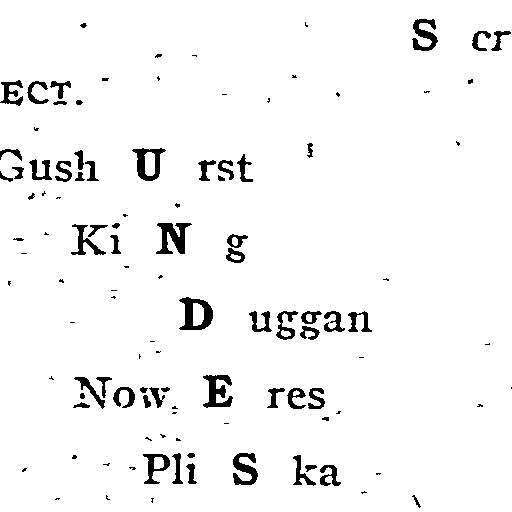 S cr
ECT.
Gush U rst
Ki N g
D uggan
Now E res
Pli S ka